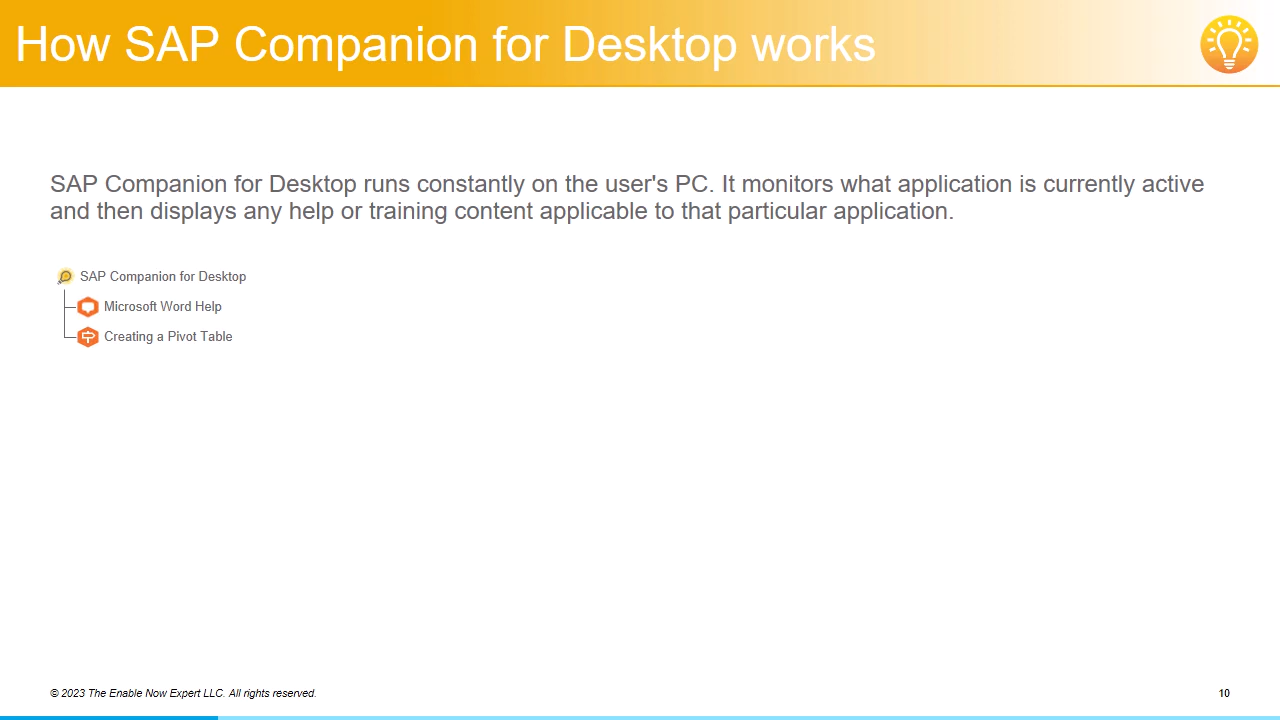 How SAP Companion for Desktop works
SAP Companion for Desktop runs constantly on the user's PC. It monitors what application is currently active
and then displays any help or training content applicable to that particular application.
SAP Companion for Desktop
Microsoft Word Help
Creating a Pivot Table
© 2023 The Enable Now Expert LLC. All rights reserved.
10